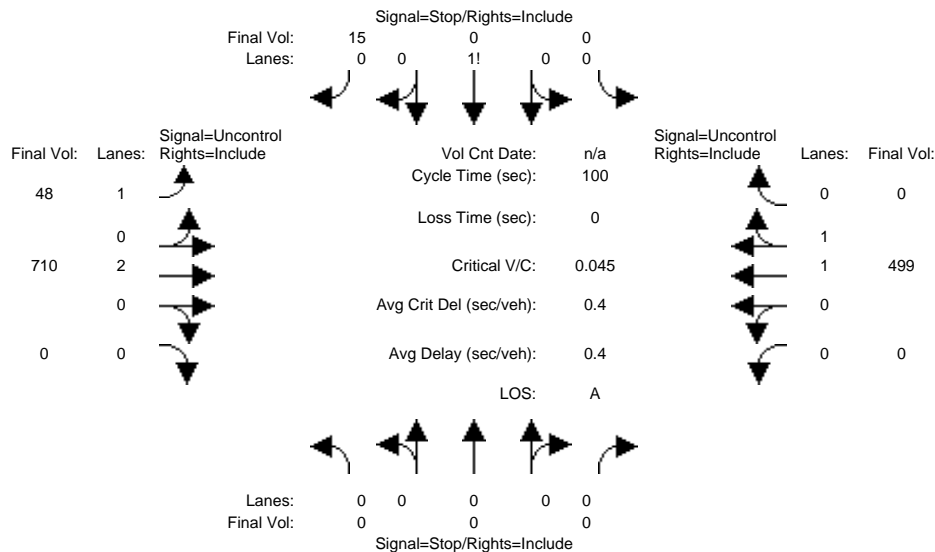 Signal=Stop/Rights=Include
Final Vol: 15 0 0
Lanes: 0 0 1! 0 0
Signal=Uncontrol
Final Vol: Lanes: Rights=Include
Vol Cnt Date: n/a
Signal=Uncontrol
Rights=Include Lanes: Final Vol:
Cycle Time (sec): 100
48 1
0 0
Loss Time (sec): 0
0
1
710 2
Critical V/C: 0.045
1 499
0
Avg Crit Del (sec/veh): 0.4
0
0 0
Avg Delay (sec/veh): 0.4
0 0
LOS: A
Lanes: 0 0 0 0 0
Final Vol: 0 0 0
Signal=Stop/Rights=Include